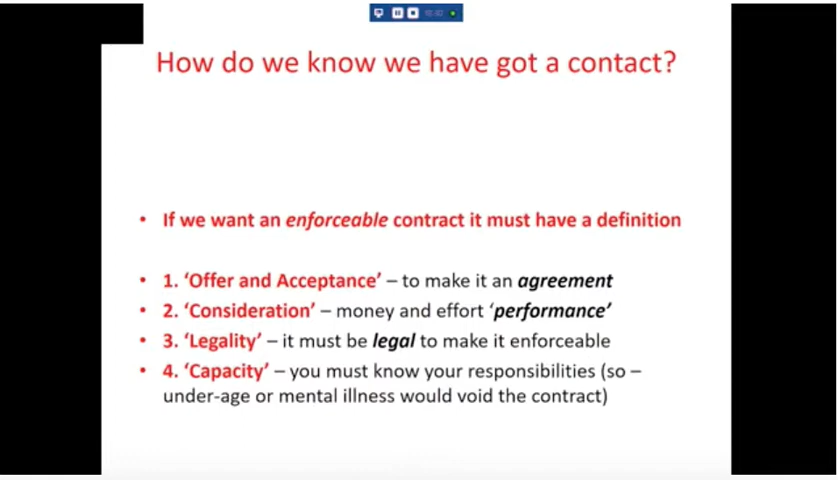 How do we know we have got a contact?
• If we want an enforceable contract it must have a definition
• 1. ‘Offer and Acceptance’ – to make it an agreement
• 2. ‘Consideration’ – money and effort ‘performance’
• 3. ‘Legality’ – it must be legal to make it enforceable
• 4. ‘Capacity’ – you must know your responsibilities (so –
under-age or mental illness would void the contract)